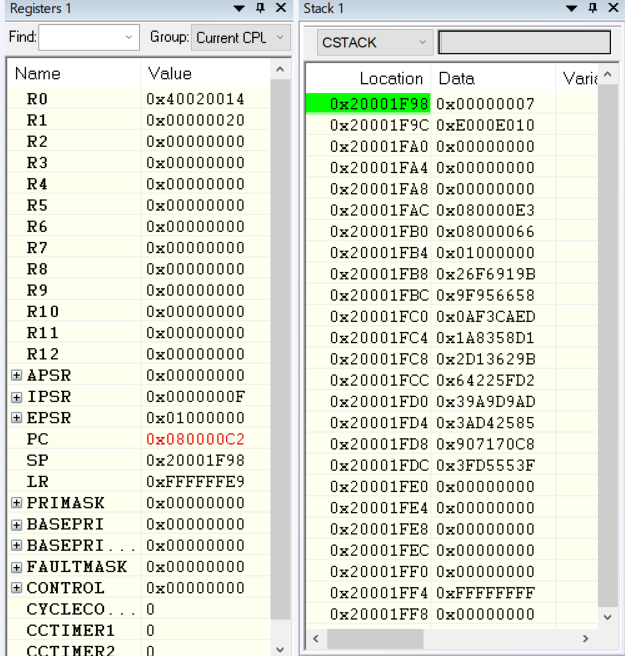 Registers 1
Find: Group: Current CPU
Name Value
R0 0x40020014
R1 0x00000020
R2 0x00000000
R3 0x00000000
R4 0x00000000
R5 0x00000000
R6 0x00000000
R7 0x00000000
R8 0x00000000
R9 0x00000000
R10 0x00000000
R11 0x00000000
R12 0x00000000
APSR 0x00000000
IPSR 0x0000000F
EPSR 0x01000000
PC 0x080000C2
SP 0x20001F98
LR 0xFFFFFFE9
PRIMASK 0x00000000
BASEPRI 0x00000000
BASEPRI... 0x00000000
FAULTMASK 0x00000000
CONTROL 0x00000000
CYCLECO... 0
CCTIMER1 0
CCTIMER2 0
Stack 1
CSTACK
Location Data Varia
0x20001F98 0x00000007
0x20001F9C 0xE000E010
0x20001FA0 0x00000000
0x20001FA4 0x00000000
0x20001FA8 0x00000000
0x20001FAC 0x080000E3
0x20001FB0 0x08000066
0x20001FB4 0x01000000
0x20001FB8 0x26F6919B
0x20001FBC 0x9F956658
0x20001FC0 0x0AF3CAED
0x20001FC4 0x1A8358D1
0x20001FC8 0x2D13629B
0x20001FCC 0x64225FD2
0x20001FD0 0x39A9D9AD
0x20001FD4 0x3AD42585
0x20001FD8 0x907170C8
0x20001FDC 0x3FD5553F
0x20001FE0 0x00000000
0x20001FE4 0x00000000
0x20001FE8 0x00000000
0x20001FEC 0x00000000
0x20001FF0 0x00000000
0x20001FF4 0xFFFFFFFF
0x20001FF8 0x00000000